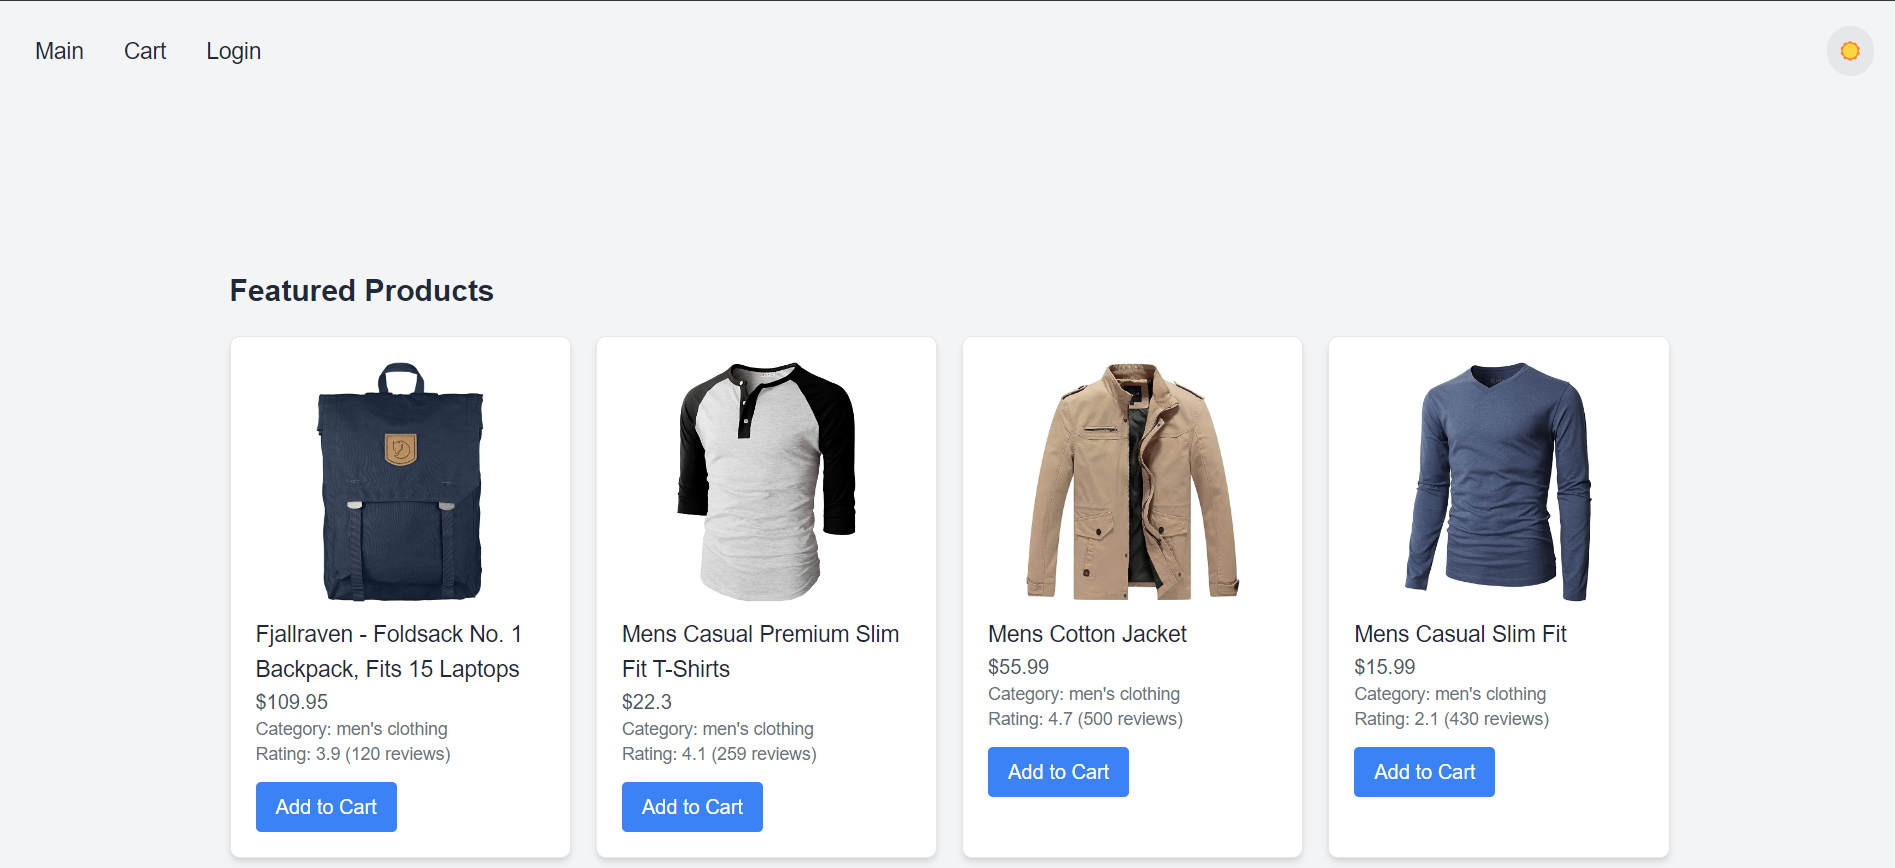 Main Cart Login
Featured Products
Fjallraven - Foldsack No. 1
Backpack, Fits 15 Laptops
$109.95
Category: men's clothing
Rating: 3.9 (120 reviews)
Add to Cart
Mens Casual Premium Slim
Fit T-Shirts
$22.3
Category: men's clothing
Rating: 4.1 (259 reviews)
Add to Cart
Mens Cotton Jacket
$55.99
Category: men's clothing
Rating: 4.7 (500 reviews)
Add to Cart
Mens Casual Slim Fit
$15.99
Category: men's clothing
Rating: 2.1 (430 reviews)
Add to Cart